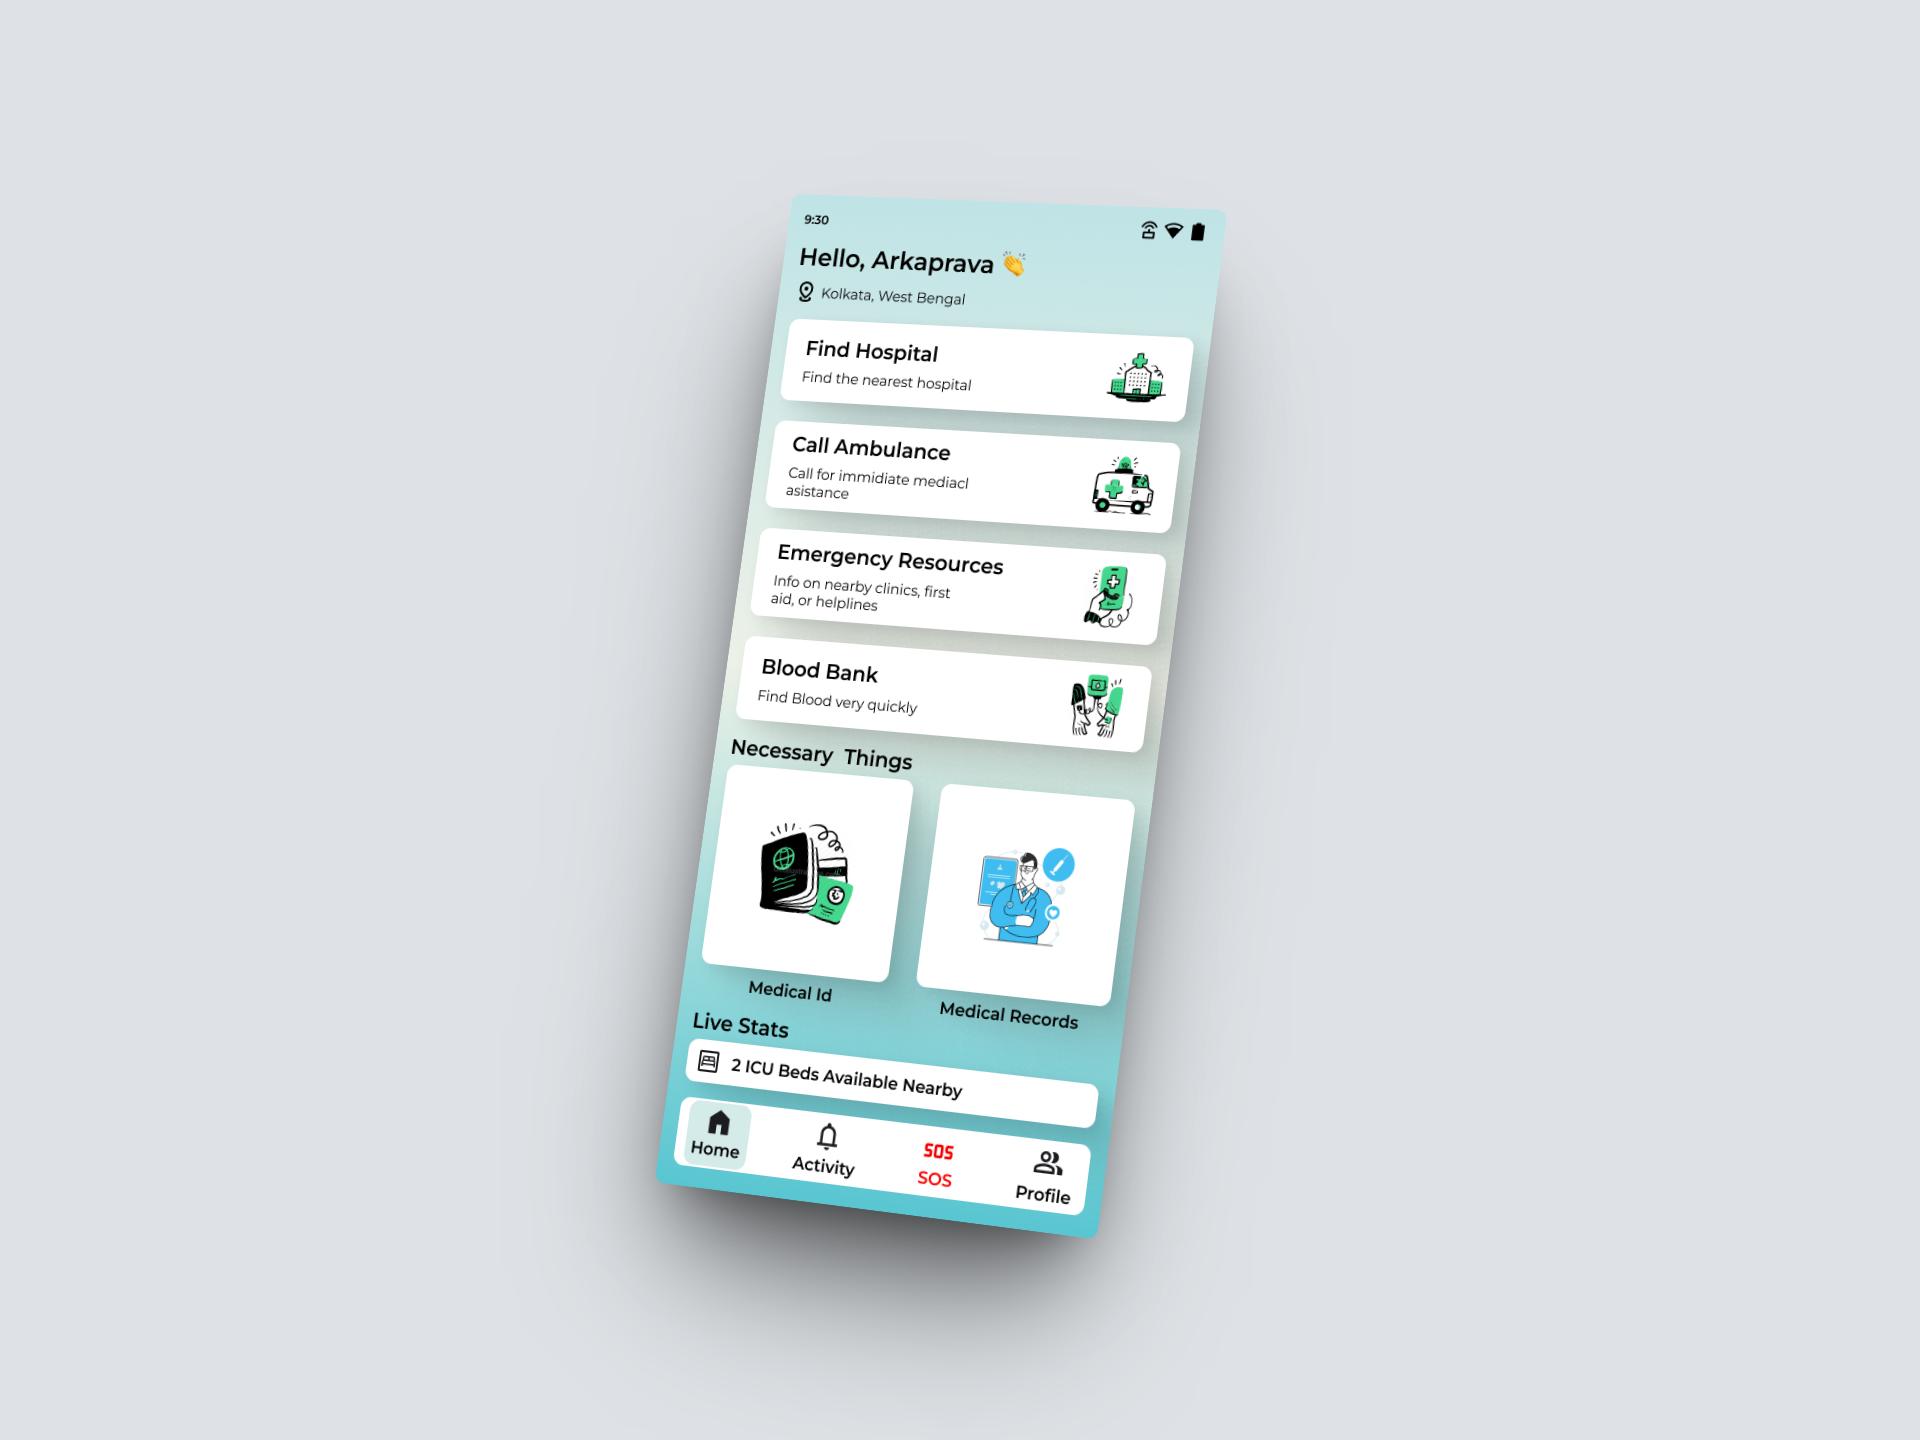 9:30
Hello, Arkaprava 👏
Kolkata, West Bengal
Find Hospital
Find the nearest hospital
Call Ambulance
Call for immidiate mediacl
asistance
Emergency Resources
Info on nearby clinics, first
aid, or helplines
Blood Bank
Find Blood very quickly
Necessary Things
Medical Id
Medical Records
Live Stats
2 ICU Beds Available Nearby
Home
Activity
SOS
SOS
Profile